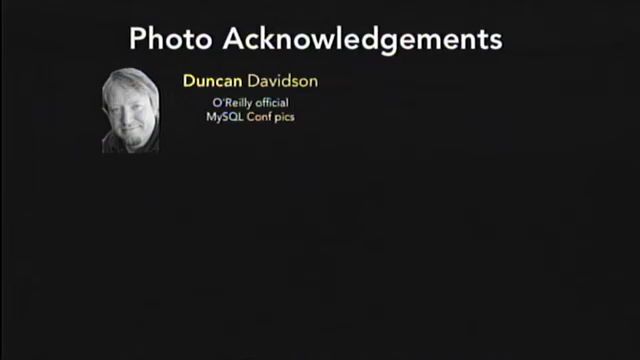 Photo Acknowledgements
Duncan Davidson
O'Reilly official
MySQL Conf pics